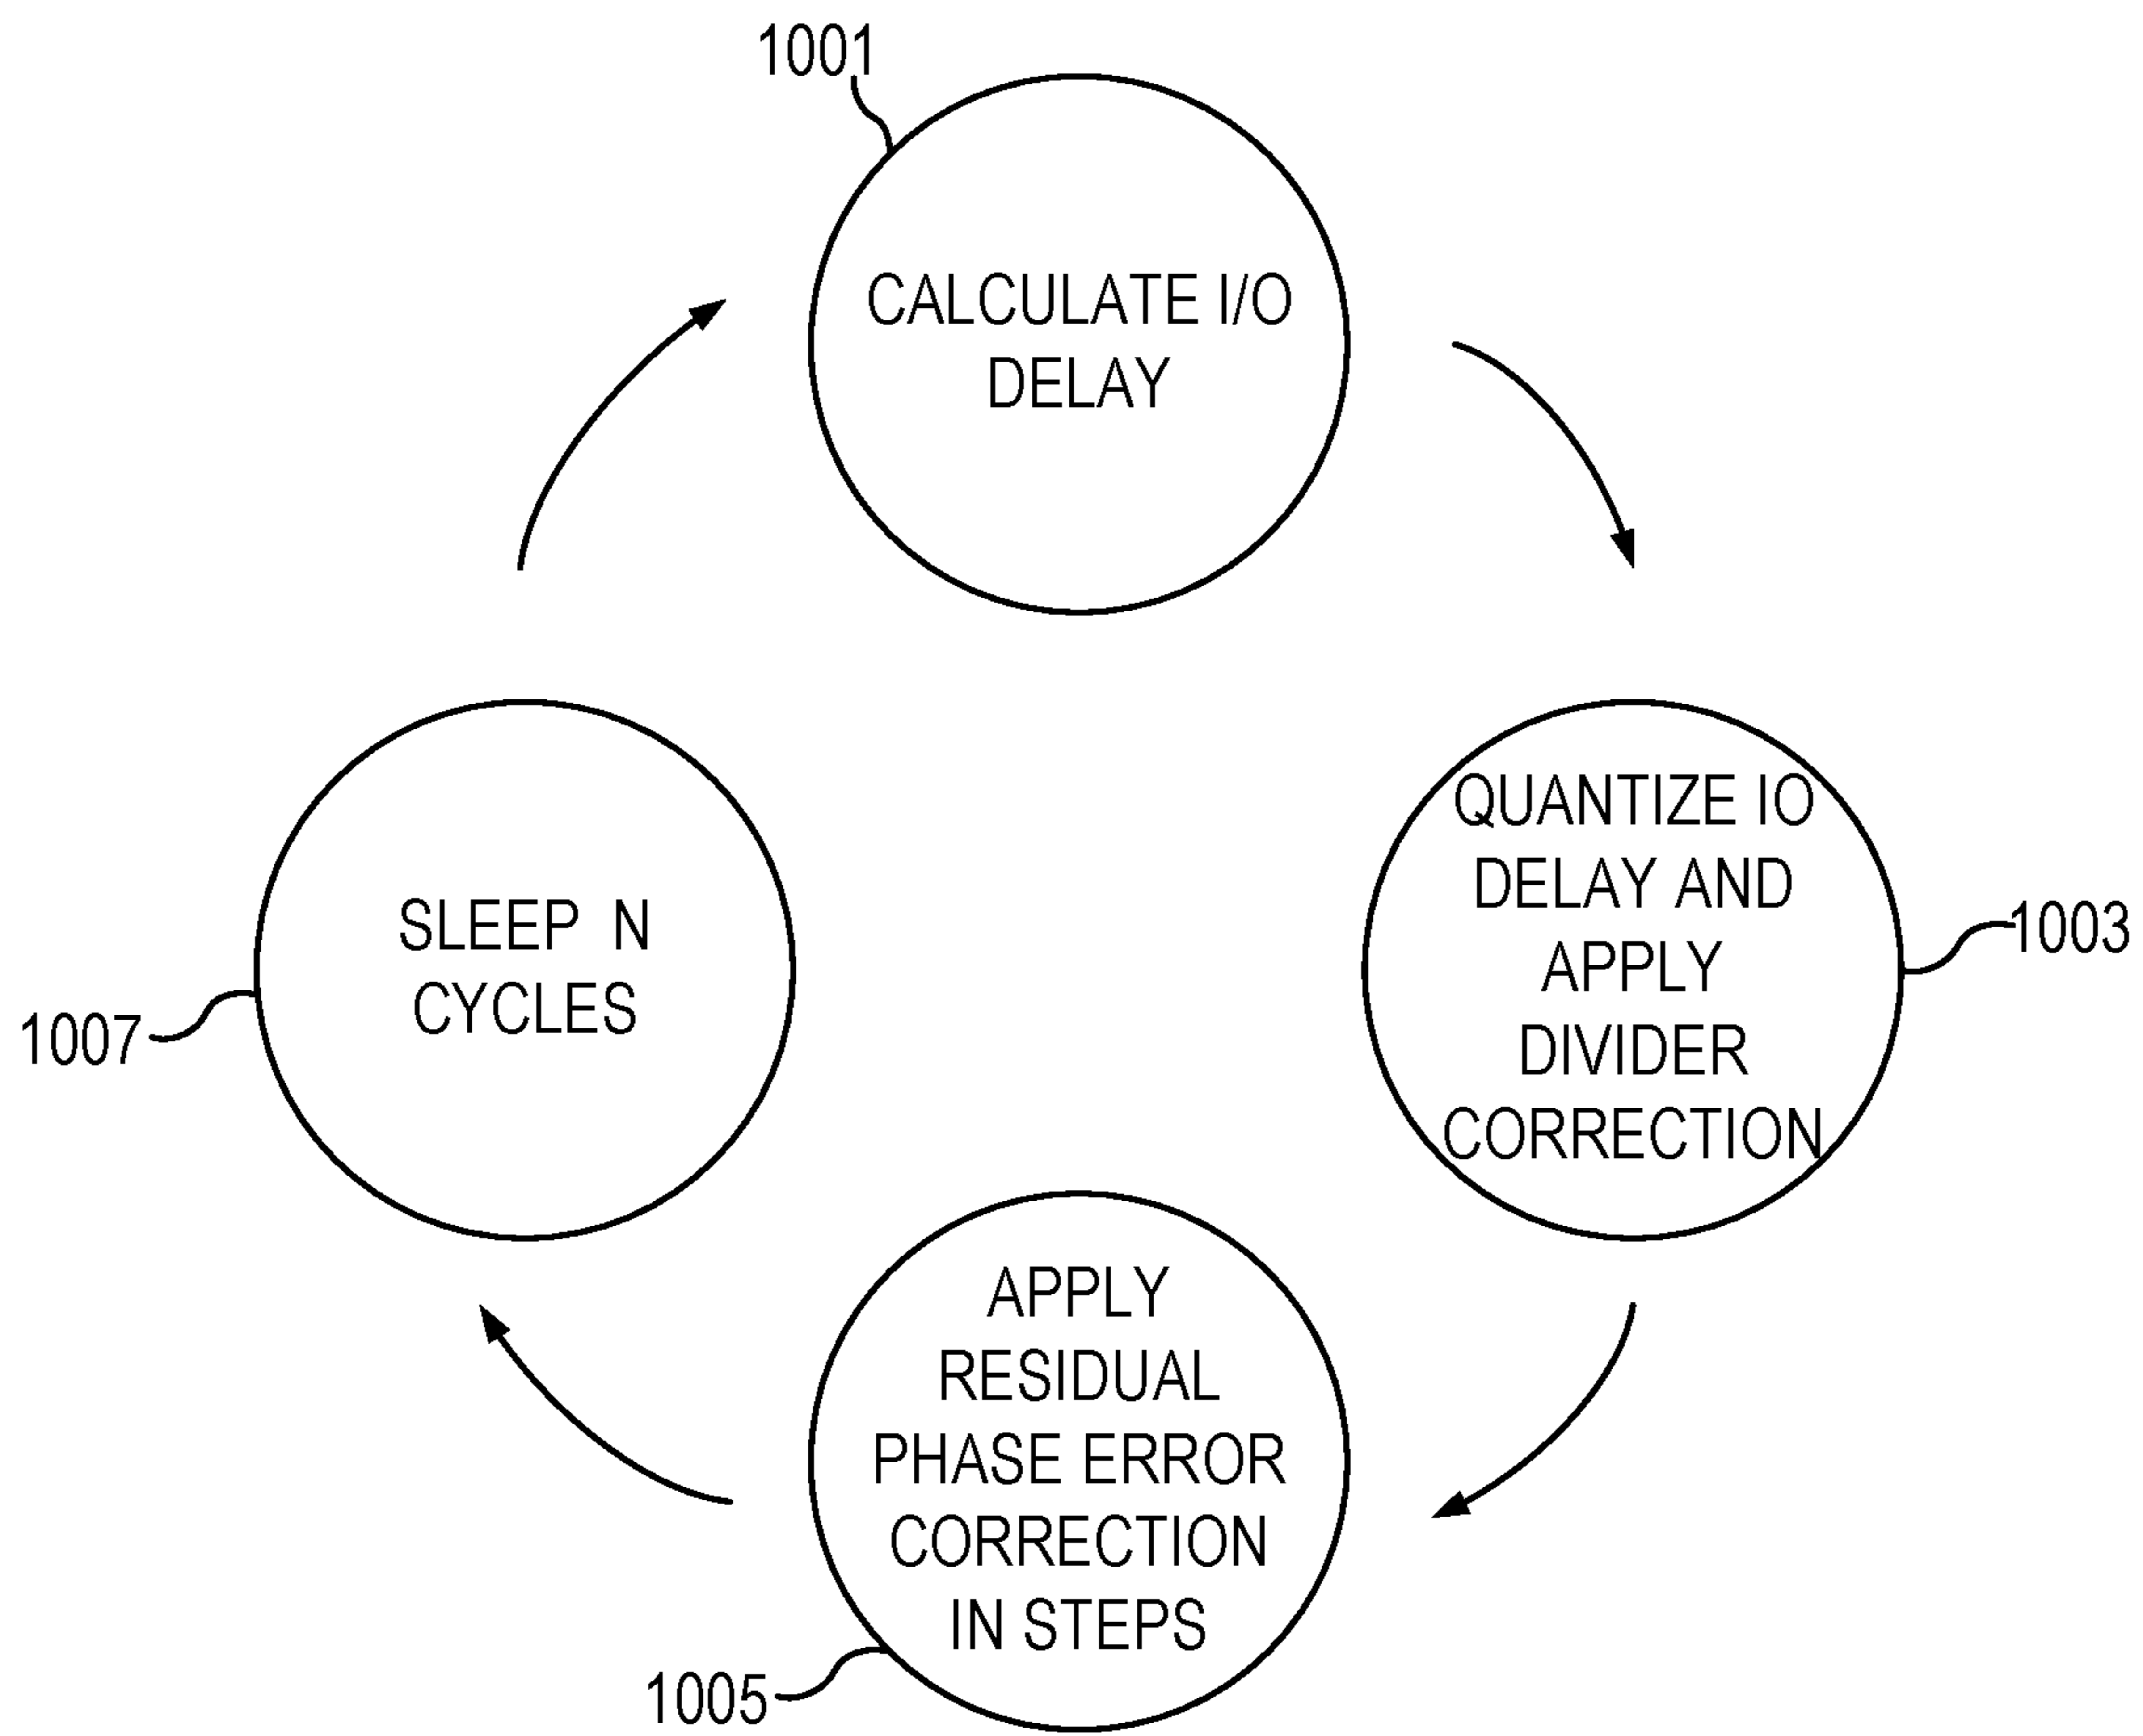 1001
CALCULATE I/O
DELAY
QUANTIZE IO
DELAY AND
APPLY
DIVIDER
CORRECTION
1003
APPLY
RESIDUAL
PHASE ERROR
CORRECTION
IN STEPS
1005
SLEEP N
CYCLES
1007